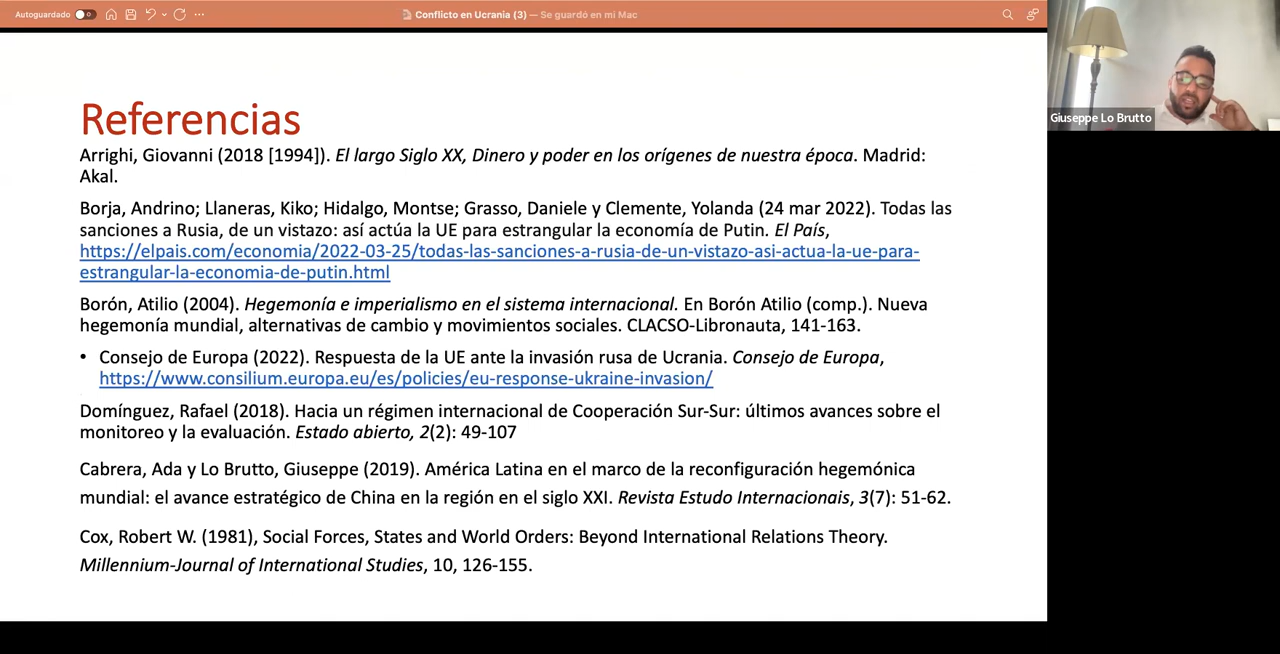 Autoguardado
Conflicto en Ucrania (3) — Se guardó en mi Mac
Giuseppe Lo Brutto
Referencias
Arrighi, Giovanni (2018 [1994]). El largo Siglo XX, Dinero y poder en los orígenes de nuestra época. Madrid:
Akal.
Borja, Andrino; Llaneras, Kiko; Hidalgo, Montse; Grasso, Daniele y Clemente, Yolanda (24 mar 2022). Todas las
sanciones a Rusia, de un vistazo: así actúa la UE para estrangular la economía de Putin. El País,
https://elpais.com/economia/2022-03-25/todas-las-sanciones-a-rusia-de-un-vistazo-asi-actua-la-ue-para-
estrangular-la-economia-de-putin.html
Borón, Atilio (2004). Hegemonía e imperialismo en el sistema internacional. En Borón Atilio (comp.). Nueva
hegemonía mundial, alternativas de cambio y movimientos sociales. CLACSO-Libronauta, 141-163.
• Consejo de Europa (2022). Respuesta de la UE ante la invasión rusa de Ucrania. Consejo de Europa,
https://www.consilium.europa.eu/es/policies/eu-response-ukraine-invasion/
Domínguez, Rafael (2018). Hacia un régimen internacional de Cooperación Sur-Sur: últimos avances sobre el
monitoreo y la evaluación. Estado abierto, 2(2): 49-107
Cabrera, Ada y Lo Brutto, Giuseppe (2019). América Latina en el marco de la reconfiguración hegemónica
mundial: el avance estratégico de China en la región en el siglo XXI. Revista Estudo Internacionais, 3(7): 51-62.
Cox, Robert W. (1981), Social Forces, States and World Orders: Beyond International Relations Theory.
Millennium-Journal of International Studies, 10, 126-155.